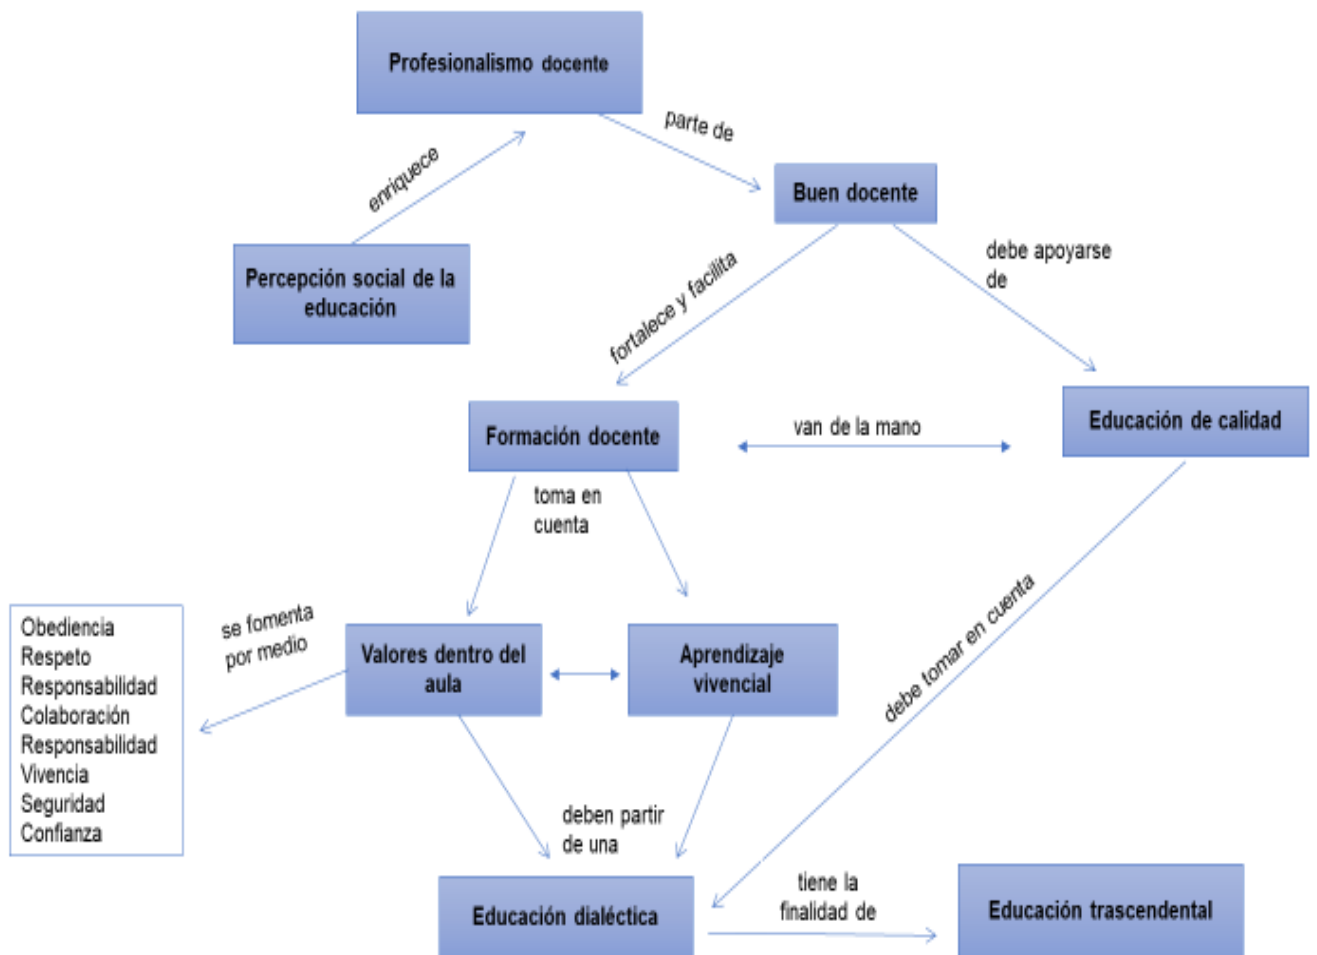 Profesionalismo docente
parte de
enriquece
Buen docente
Percepción social de la
educación
fortalece y facilita
debe apoyarse
de
Formación docente
van de la mano
Educación de calidad
toma en
cuenta
se fomenta
por medio
Obediencia
Respeto
Responsabilidad
Colaboración
Responsabilidad
Vivencia
Seguridad
Confianza
Valores dentro del
aula
Aprendizaje
vivencial
debe tomar en cuenta
deben partir
de una
Educación dialéctica
tiene la
finalidad de
Educación trascendental